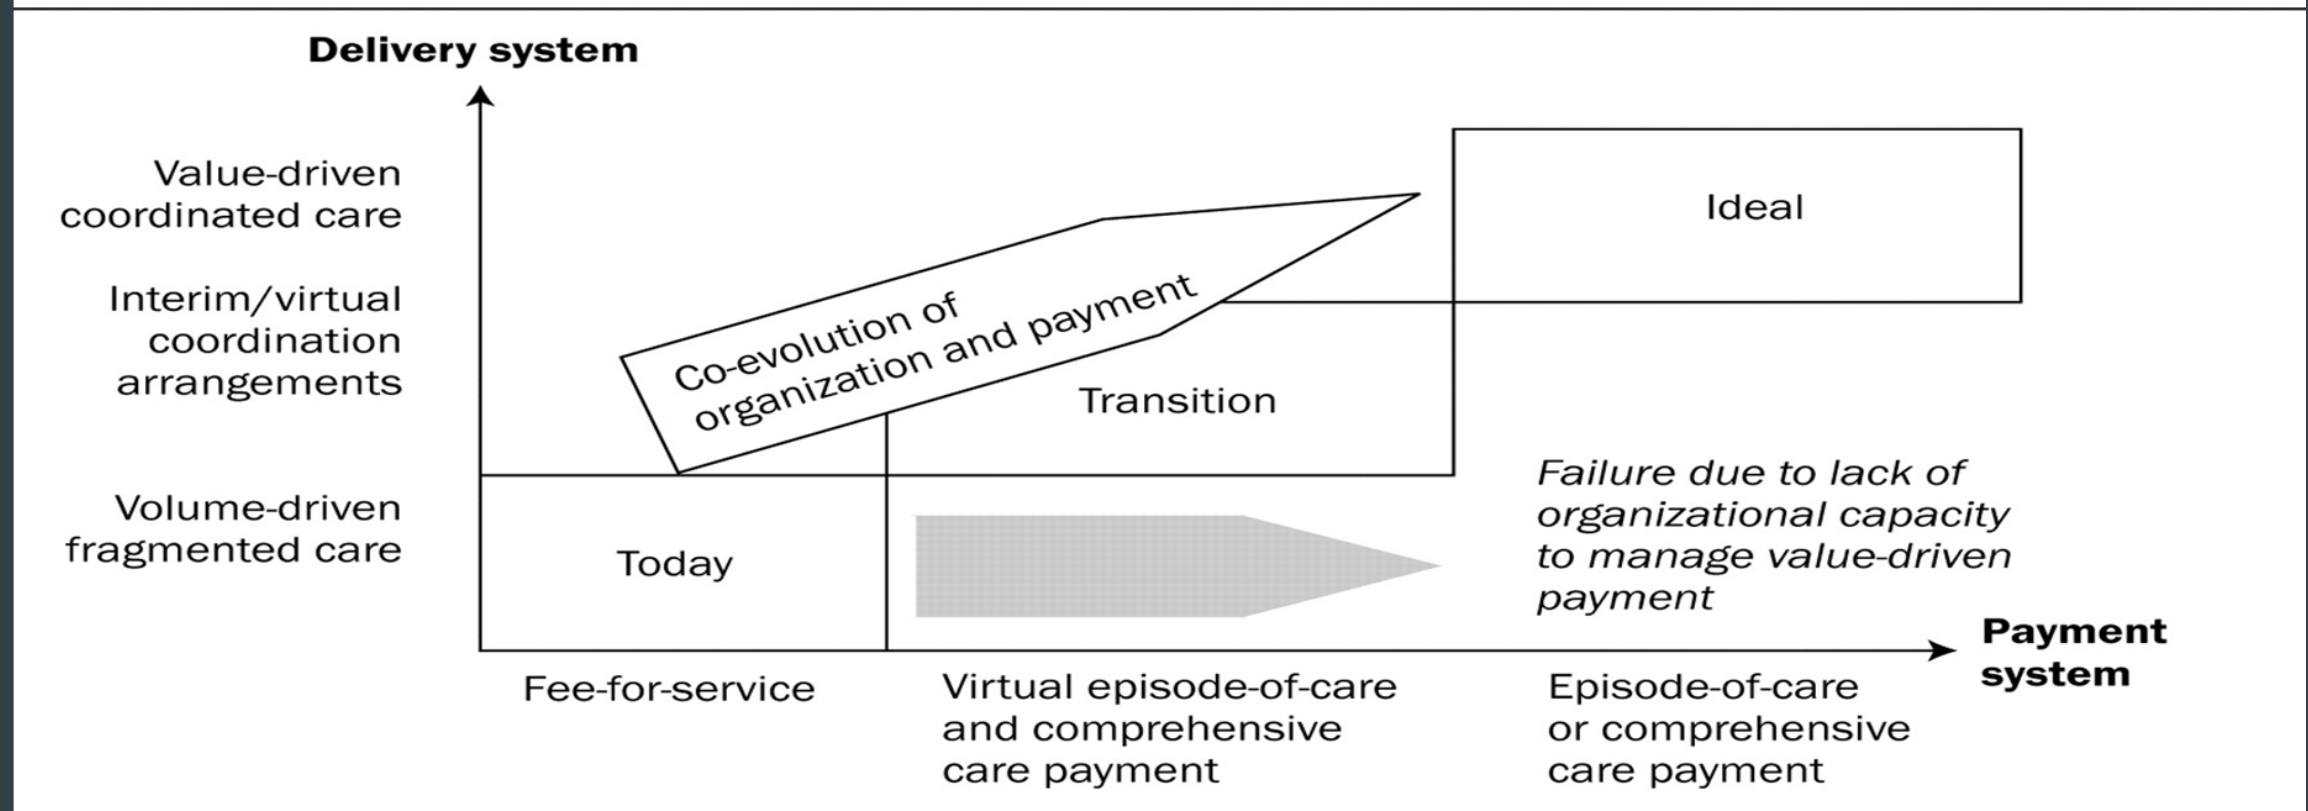 Delivery system
Value-driven
coordinated care
Interim/virtual
coordination
arrangements
Volume-driven
fragmented care
Co-evolution of
organization and payment
Ideal
Transition
Today
Failure due to lack of
organizational capacity
to manage value-driven
payment
Payment
system
Fee-for-service
Virtual episode-of-care
and comprehensive
care payment
Episode-of-care
or comprehensive
care payment